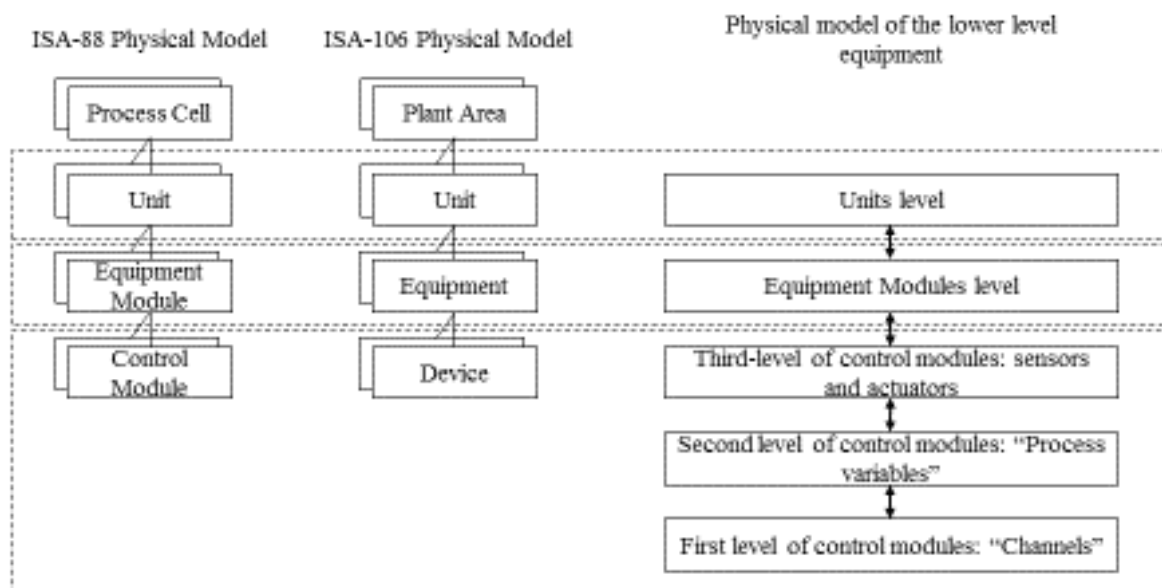 ISA-88 Physical Model
ISA-106 Physical Model
Physical model of the lower level
equipment
Process Cell
Plant Area
Unit
Unit
Units level
Equipment
Module
Equipment
Equipment Modules level
Control
Module
Device
Third-level of control modules: sensors
and actuators
Second level of control modules: “Process
variables”
First level of control modules: “Channels”